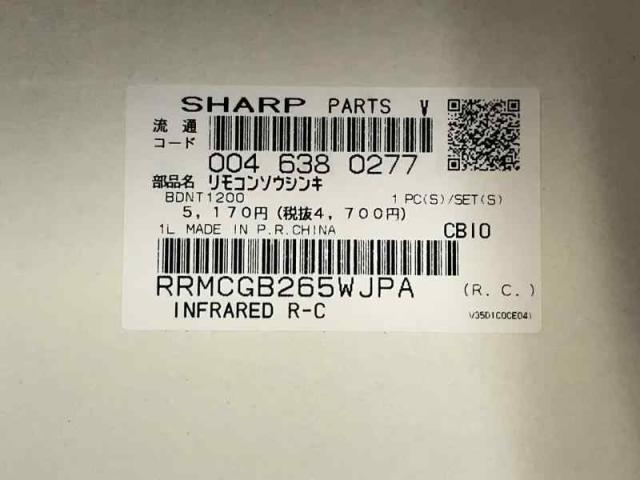 SHARP PARTS V
流通
コード
004 638 0277
部品名 リモコンソウシンキ
BDNT1200 1 PC(S)/SET(S)
5,170円 (税抜4,700円)
1L MADE IN P.R.CHINA CB10
RRMCGB265WJPA (R.C.)
INFRARED R-C